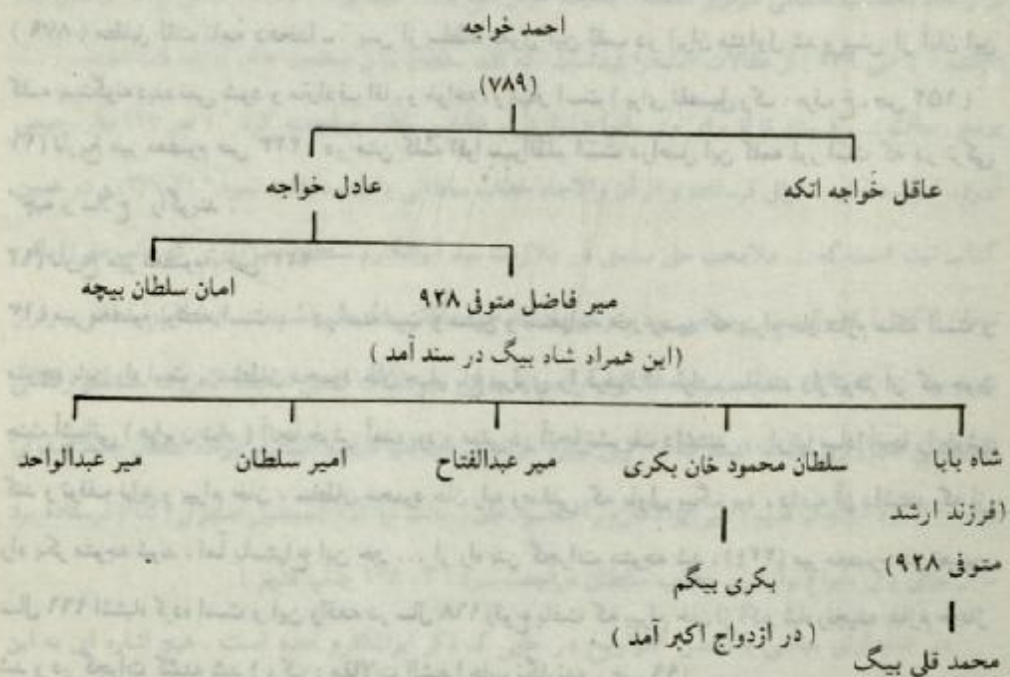 احمد خواجه
(۷۸۹)
عاقل خواجه اتکه
عادل خواجه
میر فاضل متوفی ۹۲۸
امان سلطان بیچه
(این همراه شاه بیگ در سند آمد )
شاه بابا
سلطان محمود خان بکری
میر عبدالفتاح
امیر سلطان
میر عبدالواحد
(فرزند ارشد
متوفی ۹۲۸)
بکری بیگم
( در ازدواج اکبر آمد )
محمد قلی بیگ